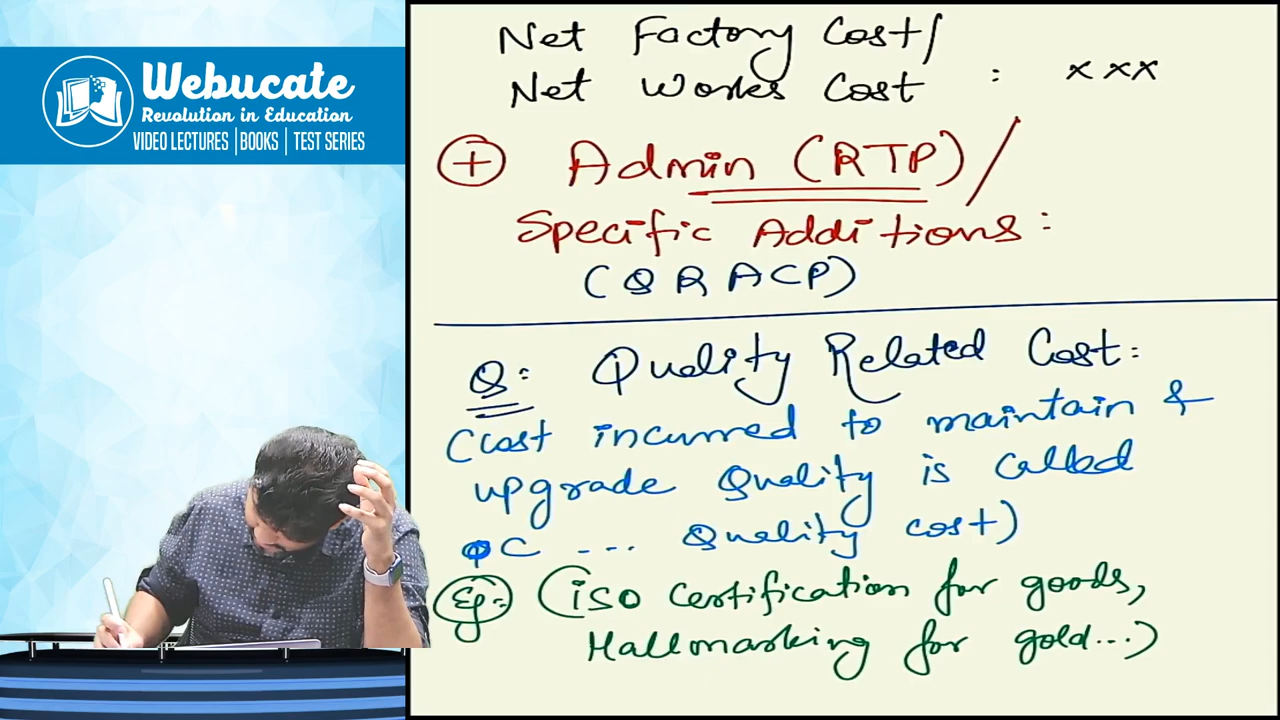 Webucate
Revolution in Education
VIDEO LECTURES | BOOKS | TEST SERIES
Net Factory Cost/
Net Works Cost : xxx
+ Admin (RTP) /
Specific Additions :
(QRACP)
Q: Quality Related Cost:
(Cost incurred to maintain &
upgrade Quality is called
QC ... Quality cost)
Eg:- (ISO Certification for goods,
Hallmarking for gold...)